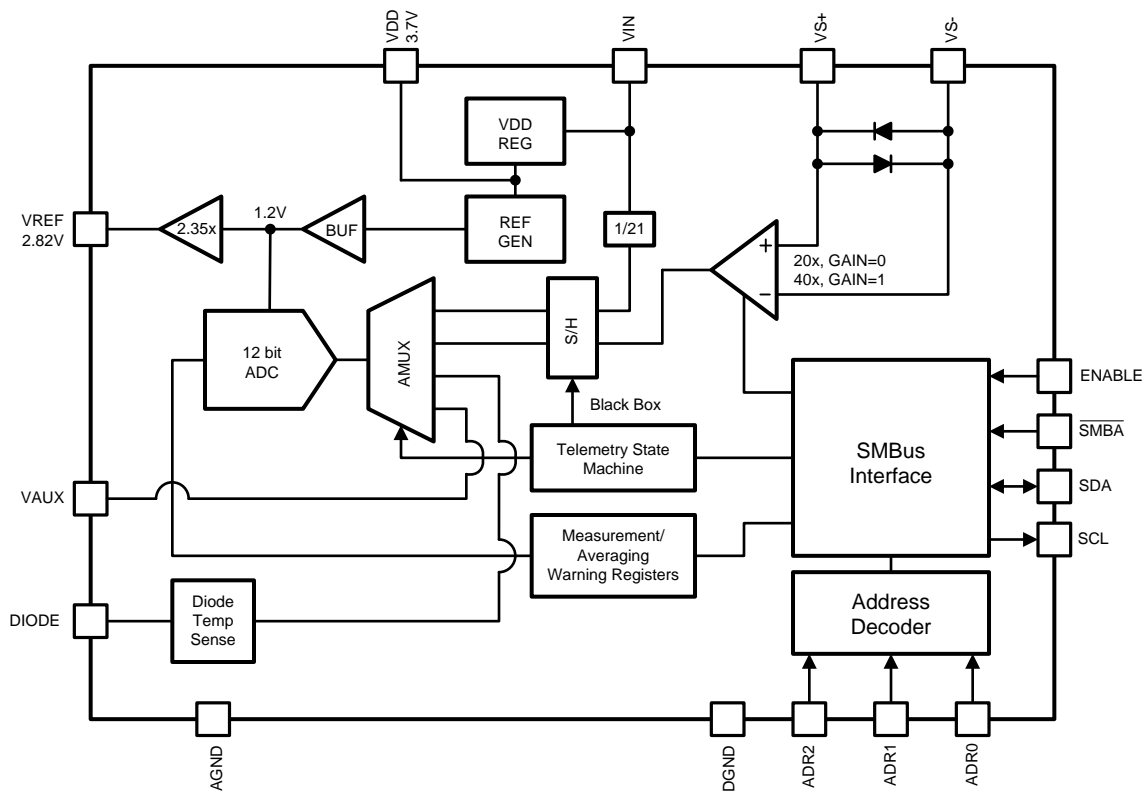 VDD
3.7V
VIN
VS+
VS-
VDD
REG
VREF
2.82V
2.35x
1.2V
BUF
REF
GEN
1/21
+
20x, GAIN=0
40x, GAIN=1
−
12 bit
ADC
AMUX
S/H
Black Box
ENABLE
SMBA
SDA
SCL
SMBus
Interface
Telemetry State
Machine
VAUX
Measurement/
Averaging
Warning Registers
DIODE
Diode
Temp
Sense
Address
Decoder
AGND
DGND
ADR2
ADR1
ADR0